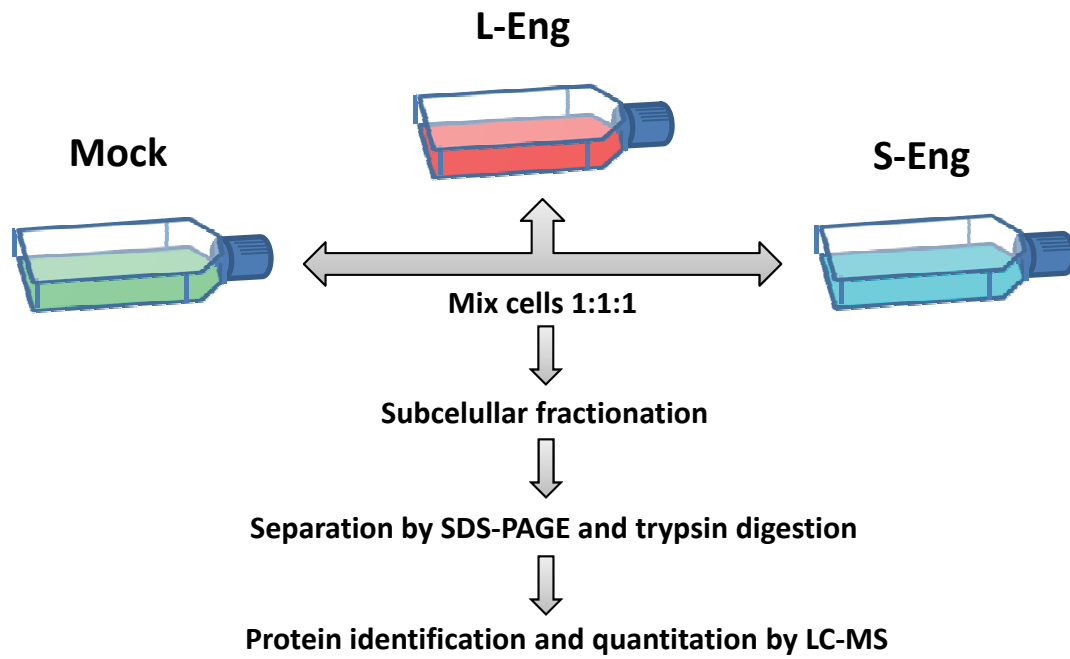 L-Eng
Mock
S-Eng
Mix cells 1:1:1
Subcelullar fractionation
Separation by SDS-PAGE and trypsin digestion
Protein identification and quantitation by LC-MS